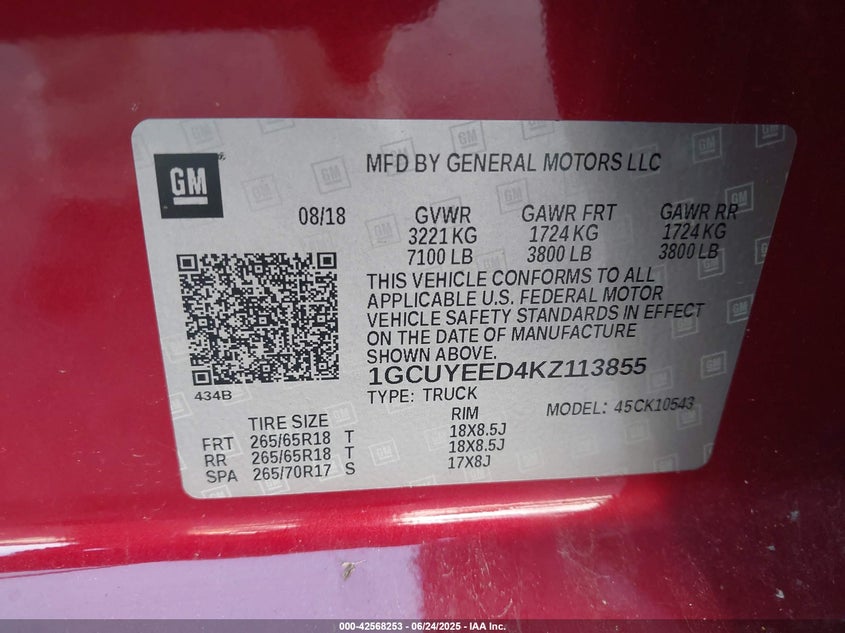 GM
MFD BY GENERAL MOTORS LLC
08/18
GVWR GAWR FRT GAWR RR
3221 KG 1724 KG 1724 KG
7100 LB 3800 LB 3800 LB
THIS VEHICLE CONFORMS TO ALL
APPLICABLE U.S. FEDERAL MOTOR
VEHICLE SAFETY STANDARDS IN EFFECT
ON THE DATE OF MANUFACTURE
SHOWN ABOVE.
434B
1GCUYEED4KZ113855
TYPE: TRUCK MODEL: 45CK10543
TIRE SIZE RIM
FRT 265/65R18 T 18X8.5J
RR 265/65R18 T 18X8.5J
SPA 265/70R17 S 17X8J
000-42568253 - 06/24/2025 - IAA Inc.